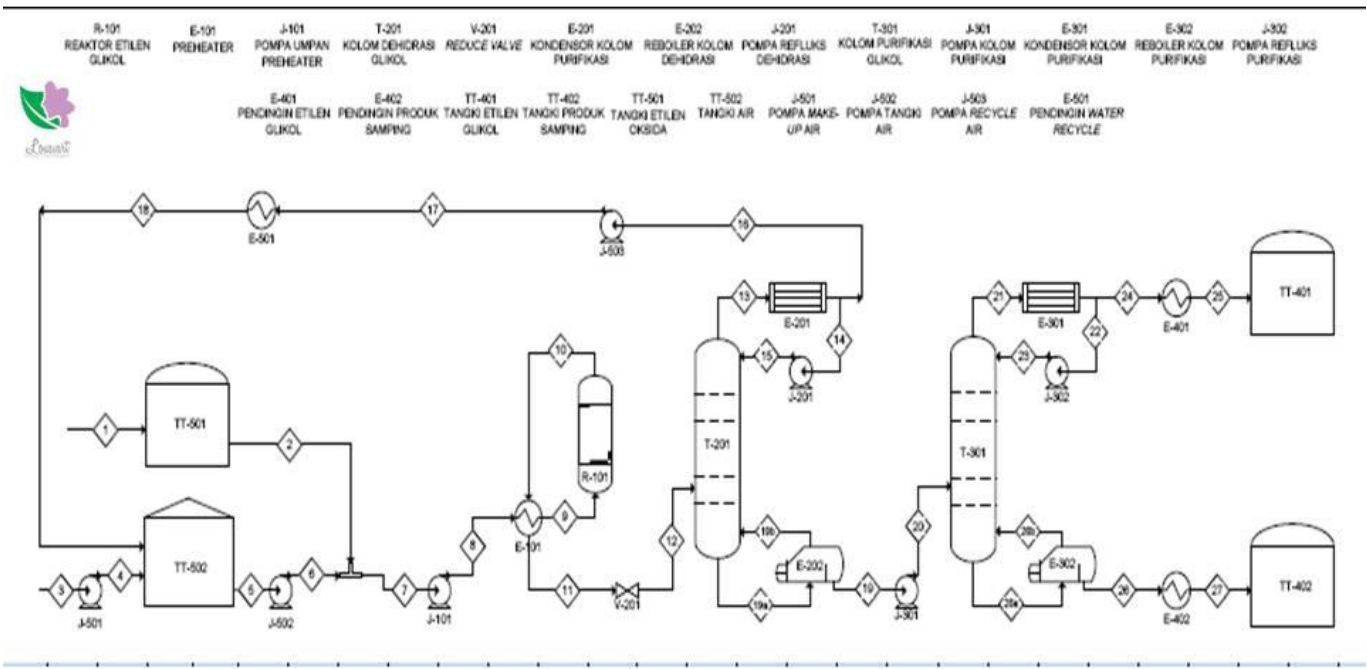 R-101
REAKTOR ETILEN
GLIKOL
E-101
PREHEATER
J-101
POMPA UMPAN
PREHEATER
T-201
KOLOM DEHIDRASI
GLIKOL
V-201
REDUCE VALVE
E-201
KONDENSOR KOLOM
PURIFIKASI
E-202
REBOILER KOLOM
DEHIDRASI
J-201
POMPA REFLUKS
DEHIDRASI
T-301
KOLOM PURIFIKASI
GLIKOL
J-301
POMPA KOLOM
PURIFIKASI
E-301
KONDENSOR KOLOM
PURIFIKASI
E-302
REBOILER KOLOM
PURIFIKASI
J-302
POMPA REFLUKS
PURIFIKASI
E-401
PENDINGIN ETILEN
GLIKOL
E-402
PENDINGIN PRODUK
SAMPING
TT-401
TANGKI ETILEN
GLIKOL
TT-402
TANGKI PRODUK
SAMPING
TT-501
TANGKI ETILEN
OKSIDA
TT-502
TANGKI AIR
J-501
POMPA MAKE-
UP AIR
J-502
POMPA TANGKI
AIR
J-503
POMPA RECYCLE
AIR
E-501
PENDINGIN WATER
RECYCLE
18
E-501
17
J-503
16
13
E-201
14
15
J-201
T-201
21
E-301
22
24
E-401
25
TT-401
23
J-302
T-301
10
R-101
1
TT-501
2
8
E-101
9
12
19b
E-202
20
26b
E-302
3
4
J-501
TT-502
5
6
J-502
7
J-101
11
V-201
19a
19
J-301
26a
26
E-402
27
TT-402